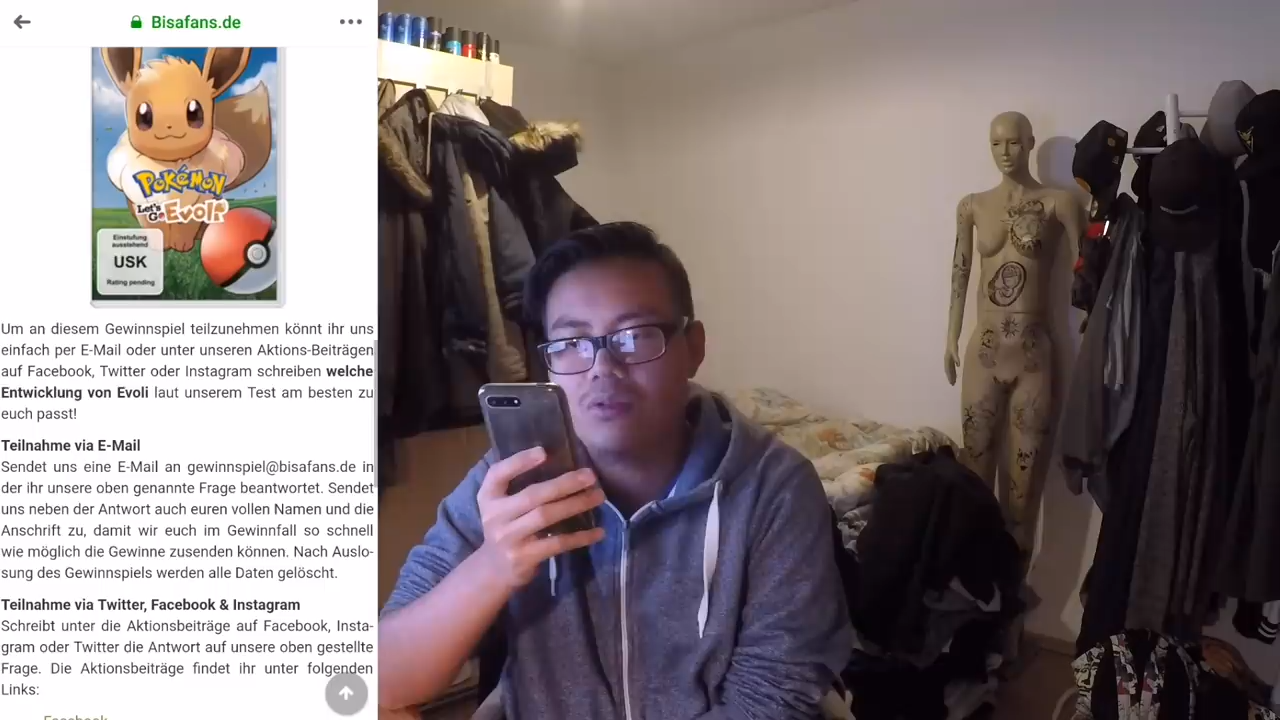 Bisafans.de
POKÉMON
Let's Go Evoli
Einstufung
ausstehend
USK
Rating pending
Um an diesem Gewinnspiel teilzunehmen könnt ihr uns
einfach per E-Mail oder unter unseren Aktions-Beiträgen
auf Facebook, Twitter oder Instagram schreiben welche
Entwicklung von Evoli laut unserem Test am besten zu
euch passt!
Teilnahme via E-Mail
Sendet uns eine E-Mail an gewinnspiel@bisafans.de in
der ihr unsere oben genannte Frage beantwortet. Sendet
uns neben der Antwort auch euren vollen Namen und die
Anschrift zu, damit wir euch im Gewinnfall so schnell
wie möglich die Gewinne zusenden können. Nach Auslo-
sung des Gewinnspiels werden alle Daten gelöscht.
Teilnahme via Twitter, Facebook & Instagram
Schreibt unter die Aktionsbeiträge auf Facebook, Insta-
gram oder Twitter die Antwort auf unsere oben gestellte
Frage. Die Aktionsbeiträge findet ihr unter folgenden
Links:
Facebook